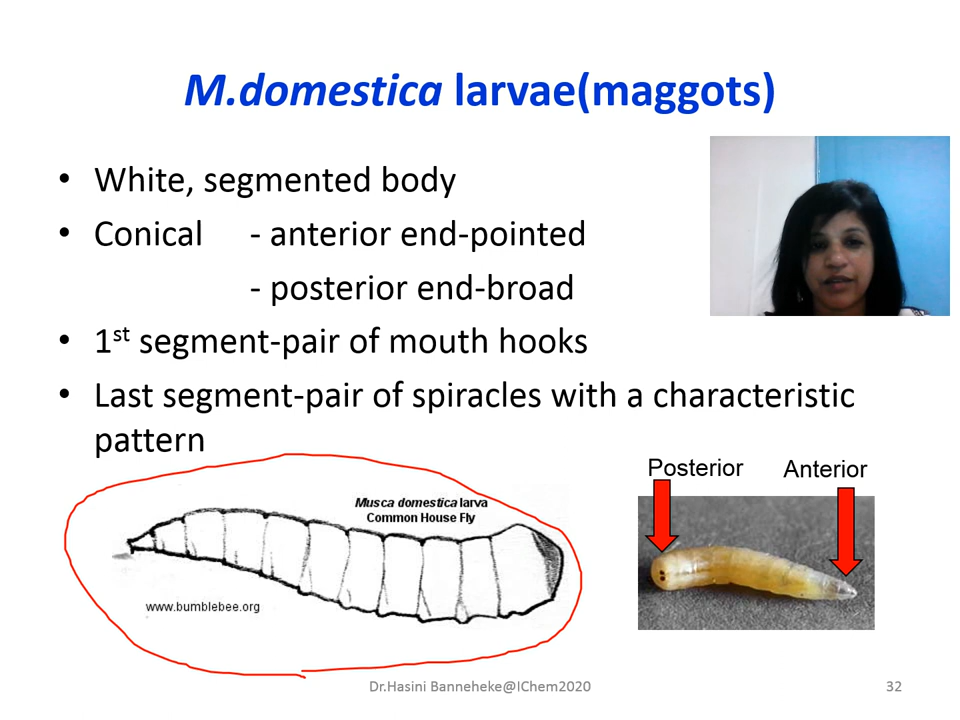 M.domestica larvae(maggots)
• White, segmented body
• Conical - anterior end-pointed
- posterior end-broad
• 1st segment-pair of mouth hooks
• Last segment-pair of spiracles with a characteristic
pattern
Posterior Anterior
Musca domestica larva
Common House Fly
www.bumblebee.org
Dr.Hasini Banneheke@IChem2020 32